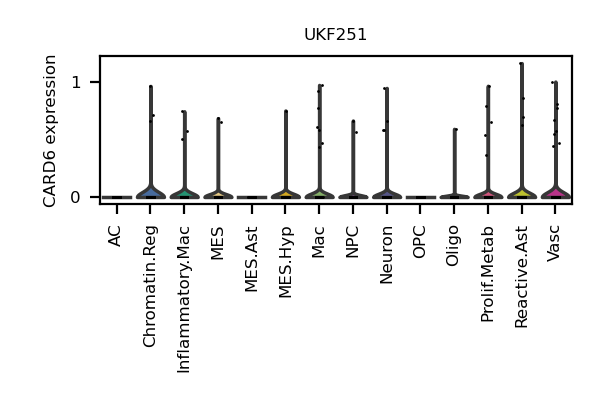 UKF251
CARD6 expression
1
0
AC
Chromatin.Reg
Inflammatory.Mac
MES
MES.Ast
MES.Hyp
Mac
NPC
Neuron
OPC
Oligo
Prolif.Metab
Reactive.Ast
Vasc